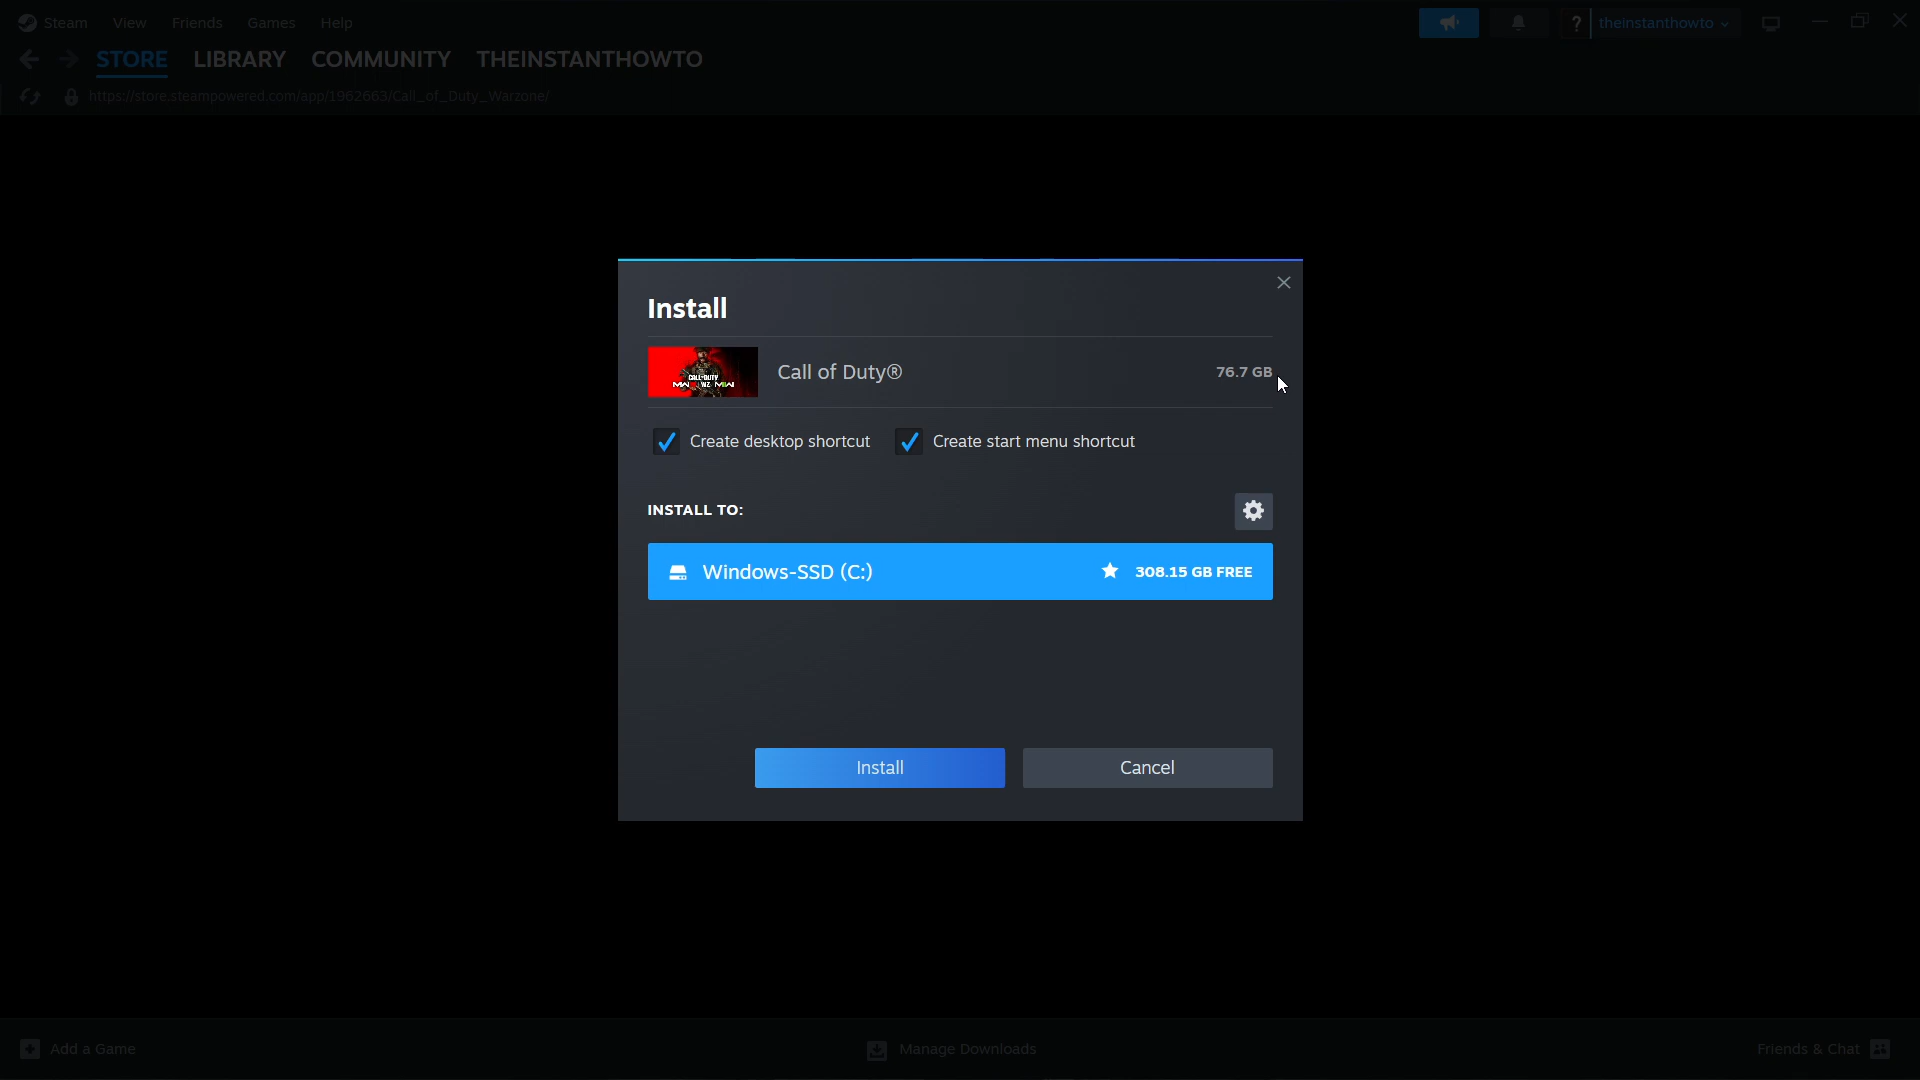 Steam View Friends Games Help
? theinstanthowto
STORE LIBRARY COMMUNITY THEINSTANTHOWTO
https://store.steampowered.com/app/1962663/Call_of_Duty_Warzone/
Install
CALL·DUTY
Call of Duty® 76.7 GB
Create desktop shortcut Create start menu shortcut
INSTALL TO:
Windows-SSD (C:) 308.15 GB FREE
Install Cancel
Add a Game Manage Downloads Friends & Chat